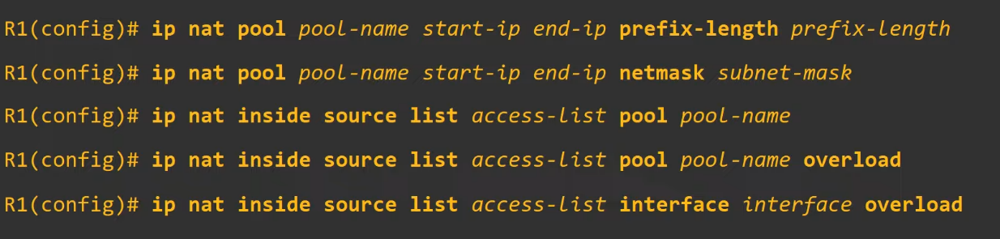 R1(config)# ip nat pool pool-name start-ip end-ip prefix-length prefix-length
R1(config)# ip nat pool pool-name start-ip end-ip netmask subnet-mask
R1(config)# ip nat inside source list access-list pool pool-name
R1(config)# ip nat inside source list access-list pool pool-name overload
R1(config)# ip nat inside source list access-list interface interface overload